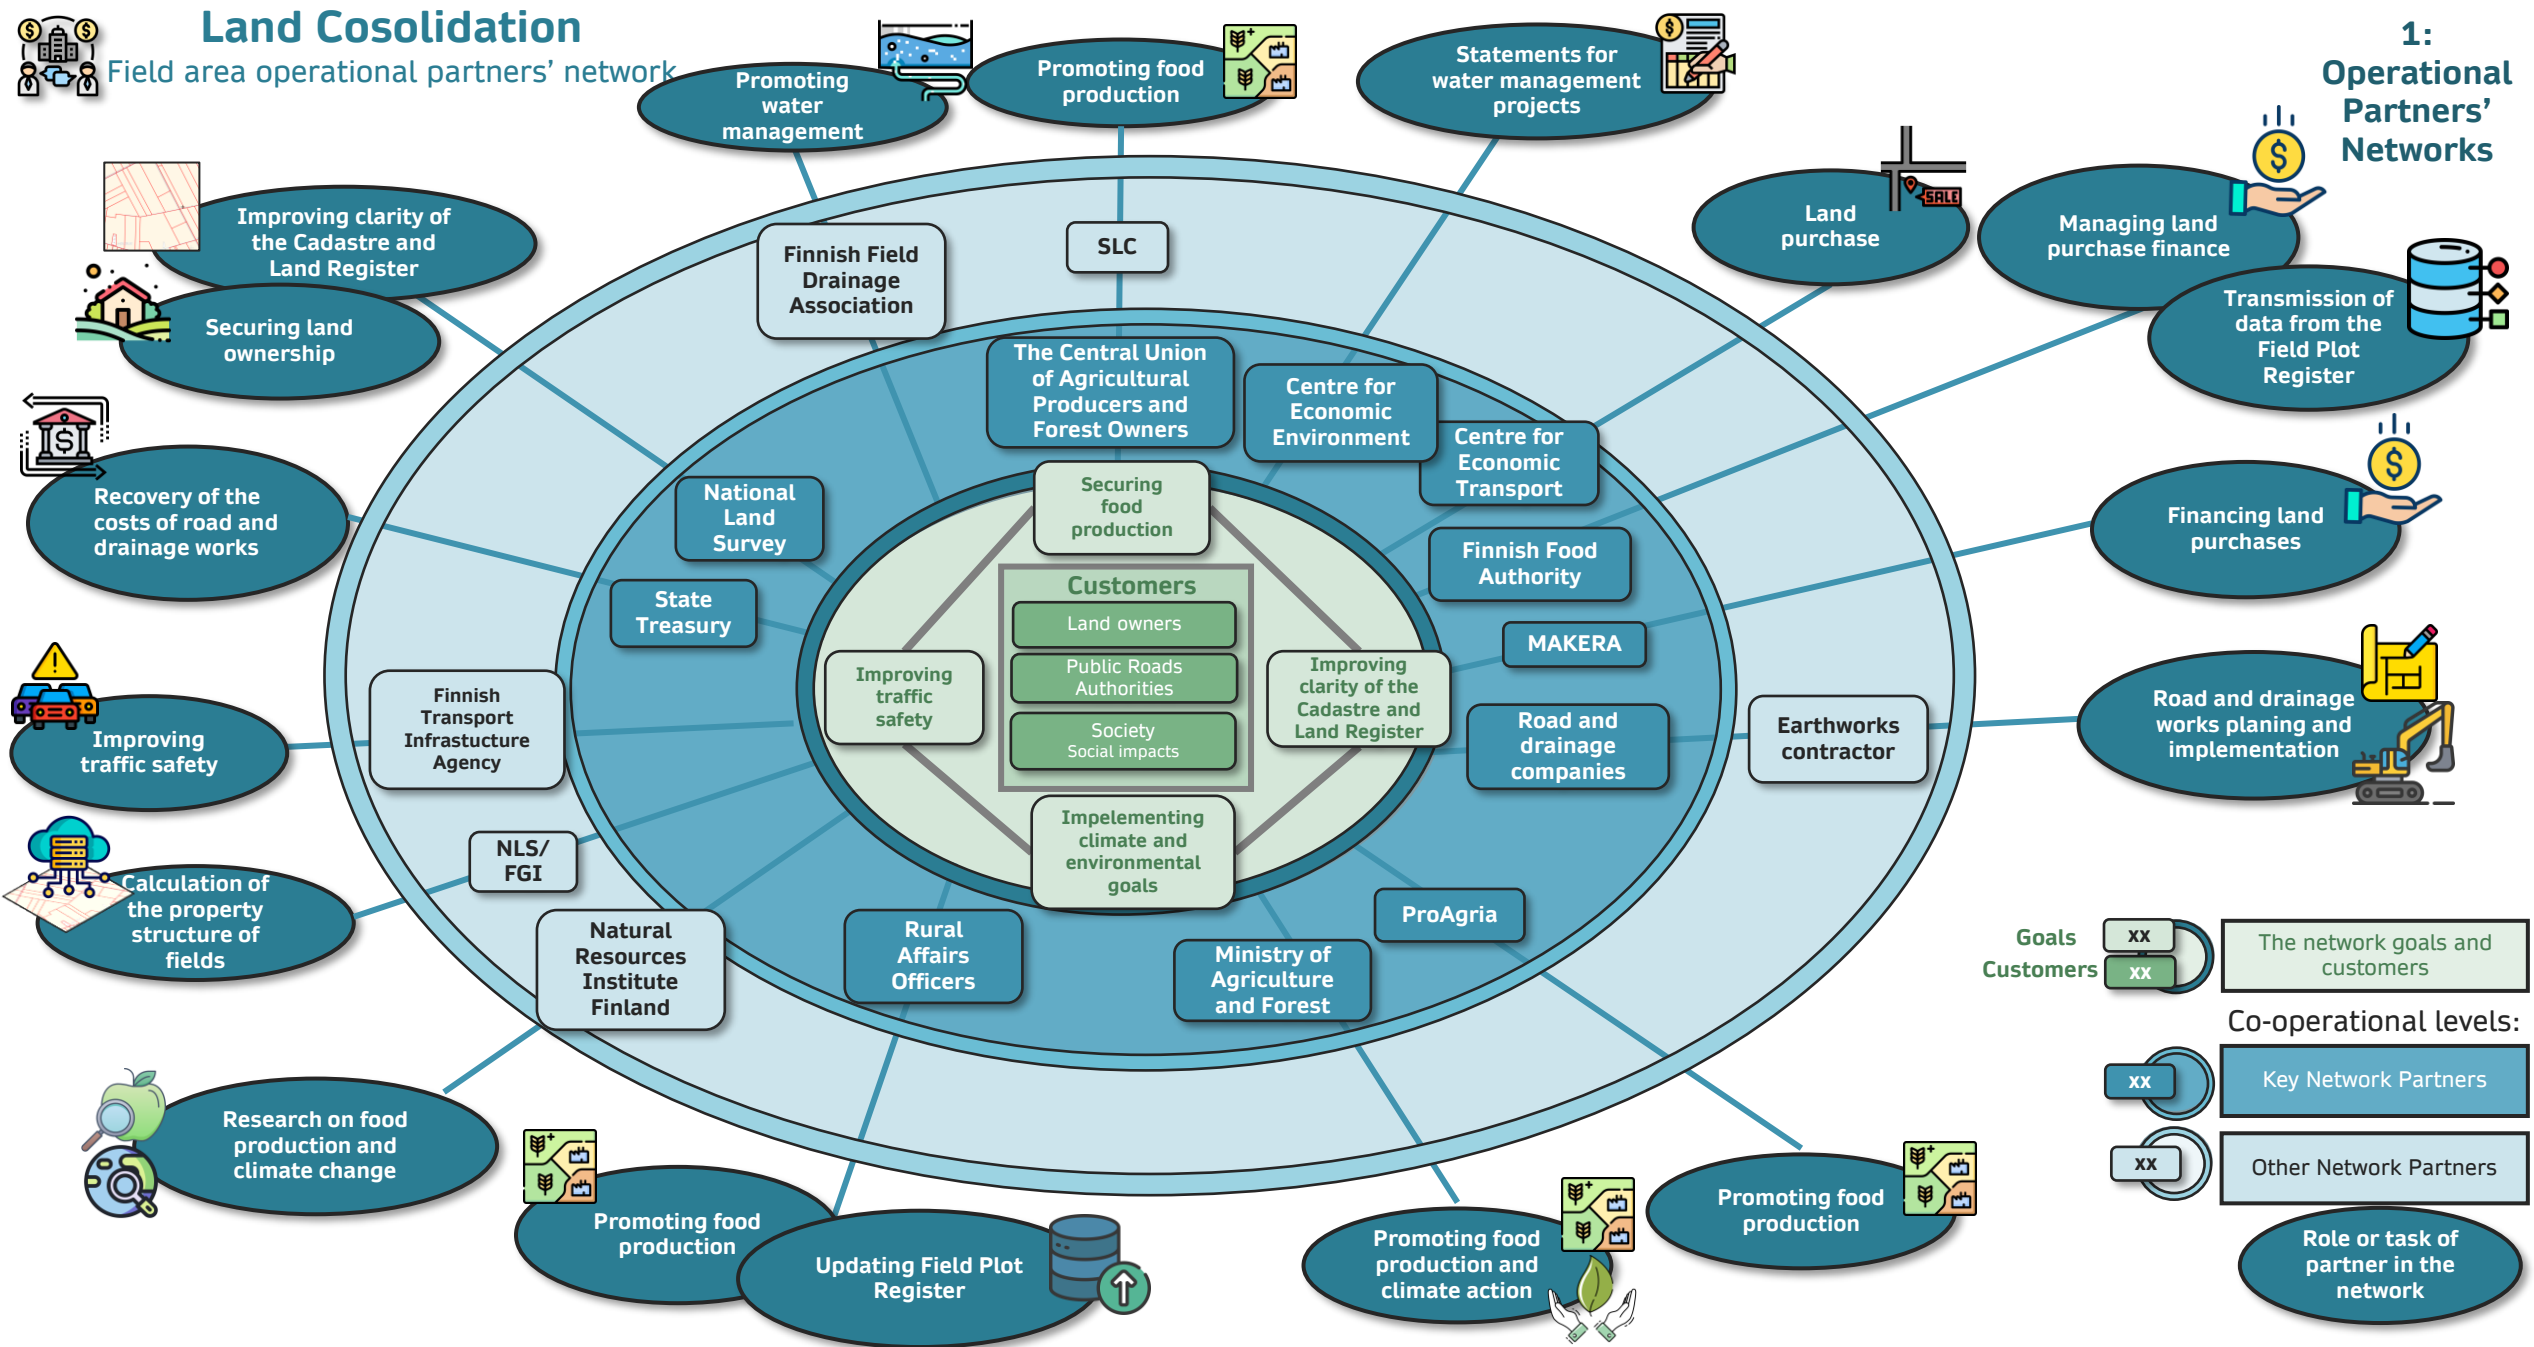 Land Cosolidation
Field area operational partners’ network
1:
Operational
Partners’
Networks
Promoting
water
management
Promoting food
production
Statements for
water management
projects
Land
purchase
SALE
Managing land
purchase finance
Transmission of
data from the
Field Plot
Register
Improving clarity of
the Cadastre and
Land Register
Securing land
ownership
Recovery of the
costs of road and
drainage works
Improving
traffic safety
Calculation of
the property
structure of
fields
Research on food
production and
climate change
Promoting food
production
Updating Field Plot
Register
Promoting food
production and
climate action
Promoting food
production
Road and drainage
works planing and
implementation
Financing land
purchases
Finnish Field
Drainage
Association
SLC
The Central Union
of Agricultural
Producers and
Forest Owners
Centre for
Economic
Environment
Centre for
Economic
Transport
National
Land
Survey
State
Treasury
Finnish Food
Authority
MAKERA
Road and
drainage
companies
Earthworks
contractor
Finnish
Transport
Infrastucture
Agency
NLS/
FGI
Natural
Resources
Institute
Finland
Rural
Affairs
Officers
Ministry of
Agriculture
and Forest
ProAgria
Securing
food
production
Improving
traffic
safety
Improving
clarity of the
Cadastre and
Land Register
Impelementing
climate and
environmental
goals
Customers
Land owners
Public Roads
Authorities
Society
Social impacts
Goals
xx
Customers
xx
The network goals and
customers
Co-operational levels:
xx
Key Network Partners
xx
Other Network Partners
Role or task of
partner in the
network